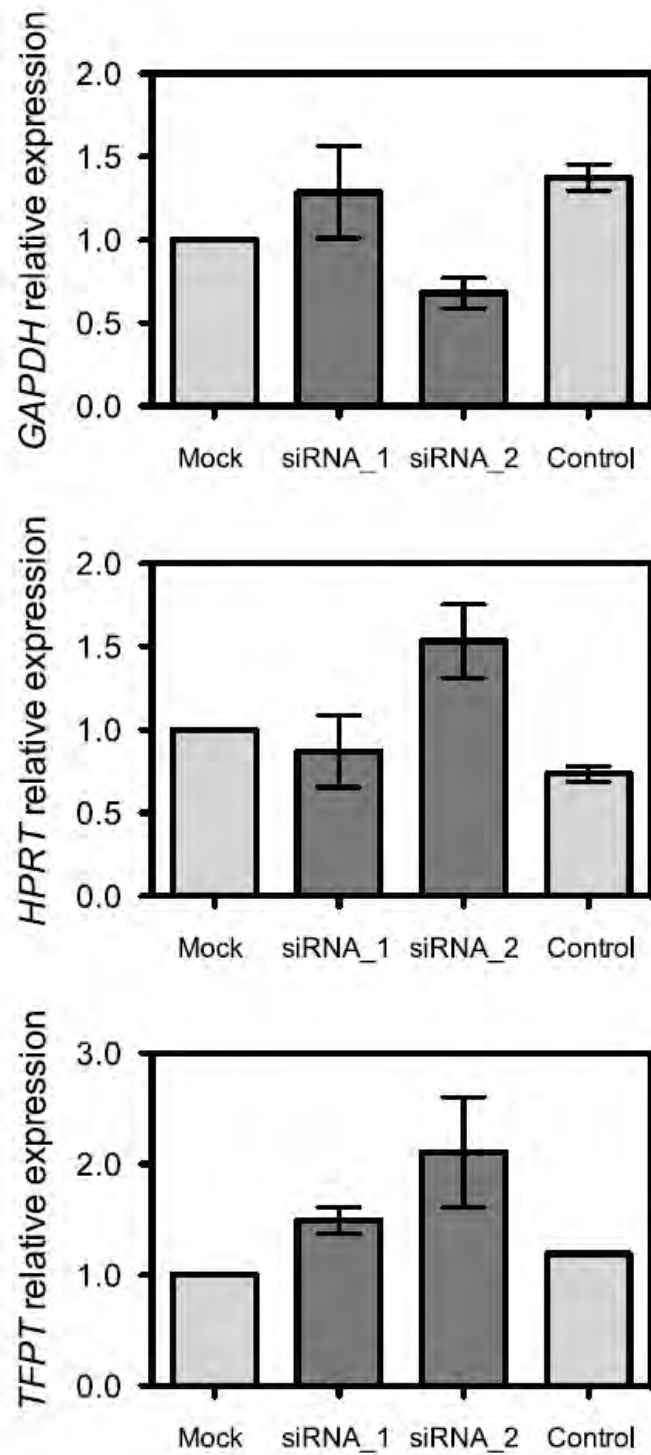 GAPDH relative expression
2.0
1.5
1.0
0.5
0.0
Mock siRNA_1 siRNA_2 Control
HPRT relative expression
2.0
1.5
1.0
0.5
0.0
Mock siRNA_1 siRNA_2 Control
TFPT relative expression
3.0
2.0
1.0
0.0
Mock siRNA_1 siRNA_2 Control